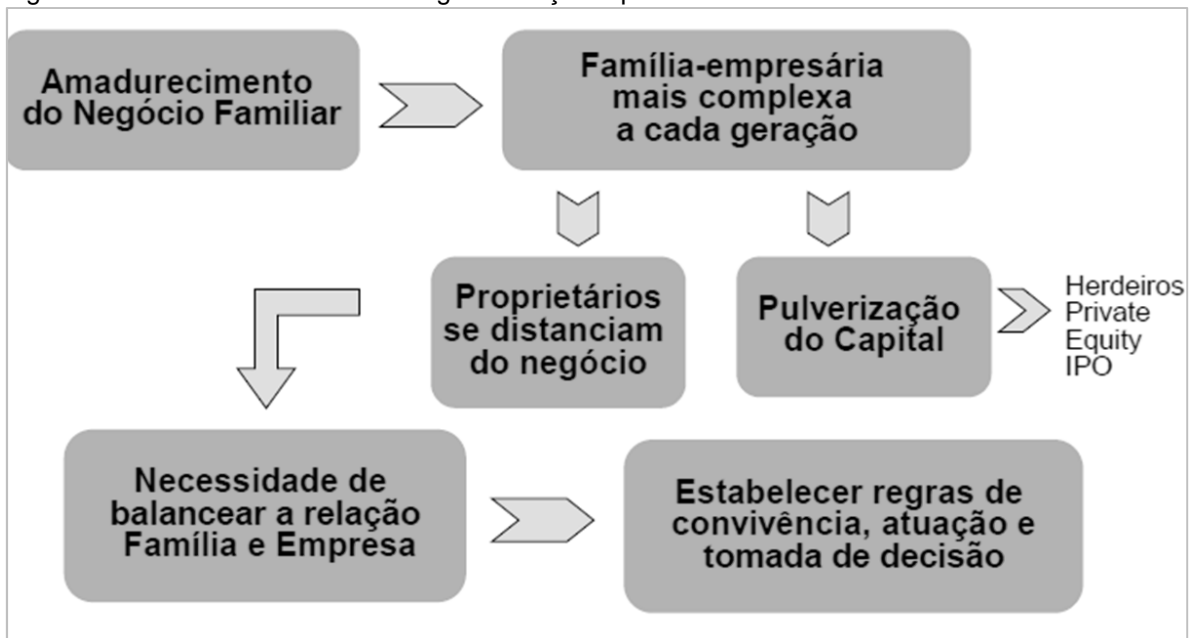 Amadurecimento
do Negócio Familiar
Família-empresária
mais complexa
a cada geração
Proprietários
se distanciam
do negócio
Pulverização
do Capital
Herdeiros
Private
Equity
IPO
Necessidade de
balancear a relação
Família e Empresa
Estabelecer regras de
convivência, atuação e
tomada de decisão